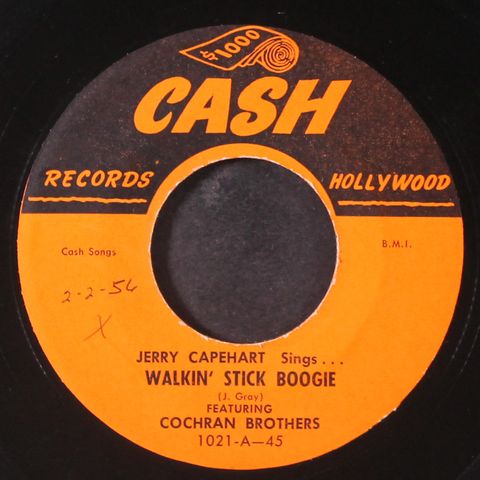 $1000
CASH
RECORDS HOLLYWOOD
Cash Songs B.M.I.
2-2-56
X
JERRY CAPEHART Sings...
WALKIN' STICK BOOGIE
(J. Gray)
FEATURING
COCHRAN BROTHERS
1021-A—45